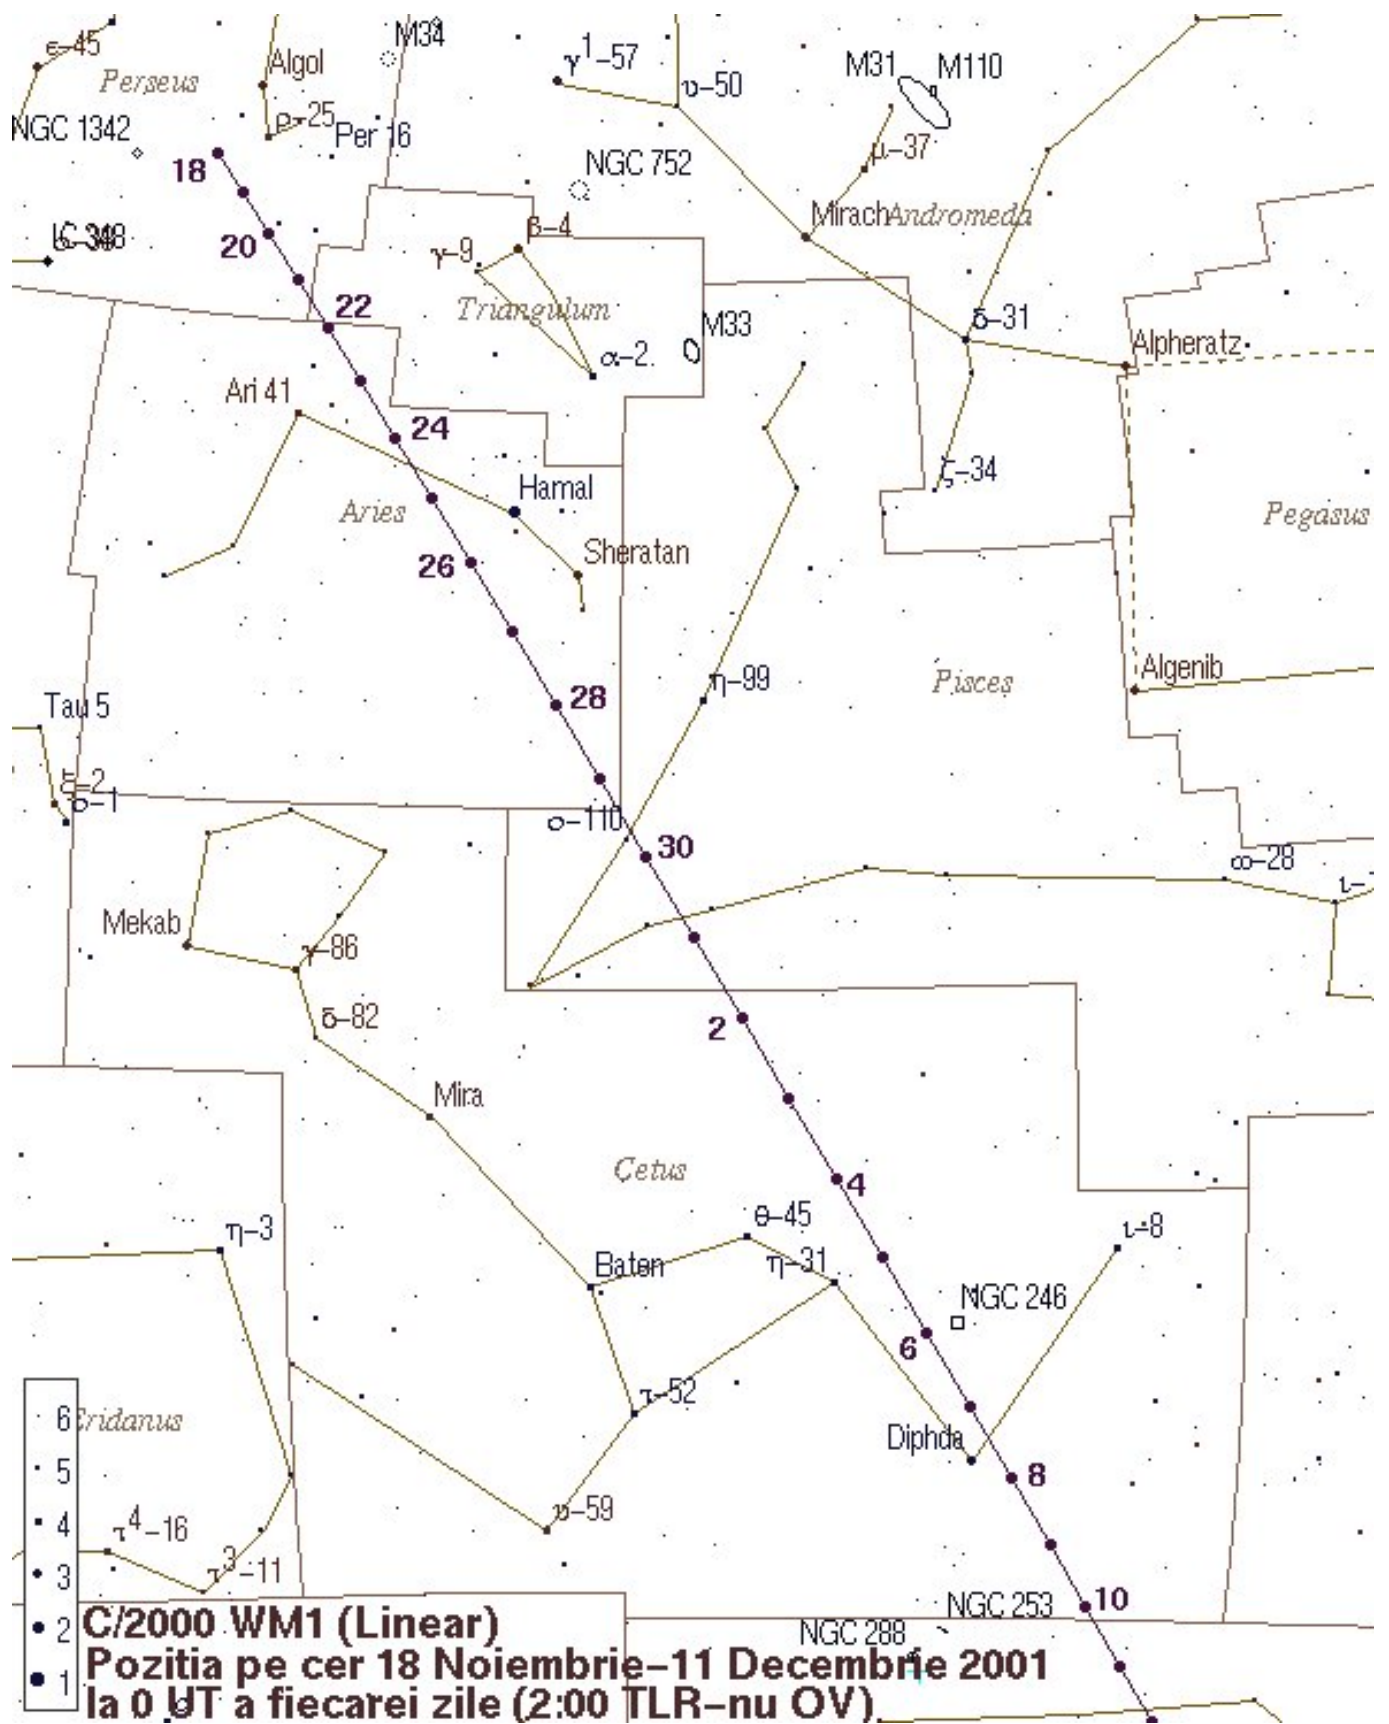 ε–45
M34
Perseus
Algol
γ1–57
υ–50
M31
M110
ρ–25
Per 16
NGC 1342
μ–37
18
NGC 752
Mirach
Andromeda
β–4
20
γ–9
22
Triangulum
M33
δ–31
Alpheratz
α–2
Ari 41
24
ζ–34
Hamal
Aries
Pegasus
Sheratan
26
η–99
Pisces
Algenib
28
Tau 5
ο–1
ο–110
30
ω–28
Mekab
γ–86
δ–82
2
Mira
Cetus
4
θ–45
η–3
ι–8
η–31
Baten
NGC 246
6
τ–52
Diphda
6
Eridanus
5
8
υ–59
4
τ4–16
3
τ3–11
10
NGC 253
2
C/2000 WM1 (Linear)
NGC 288
1
Pozitia pe cer 18 Noiembrie–11 Decembrie 2001
la 0 UT a fiecarei zile (2:00 TLR–nu OV)